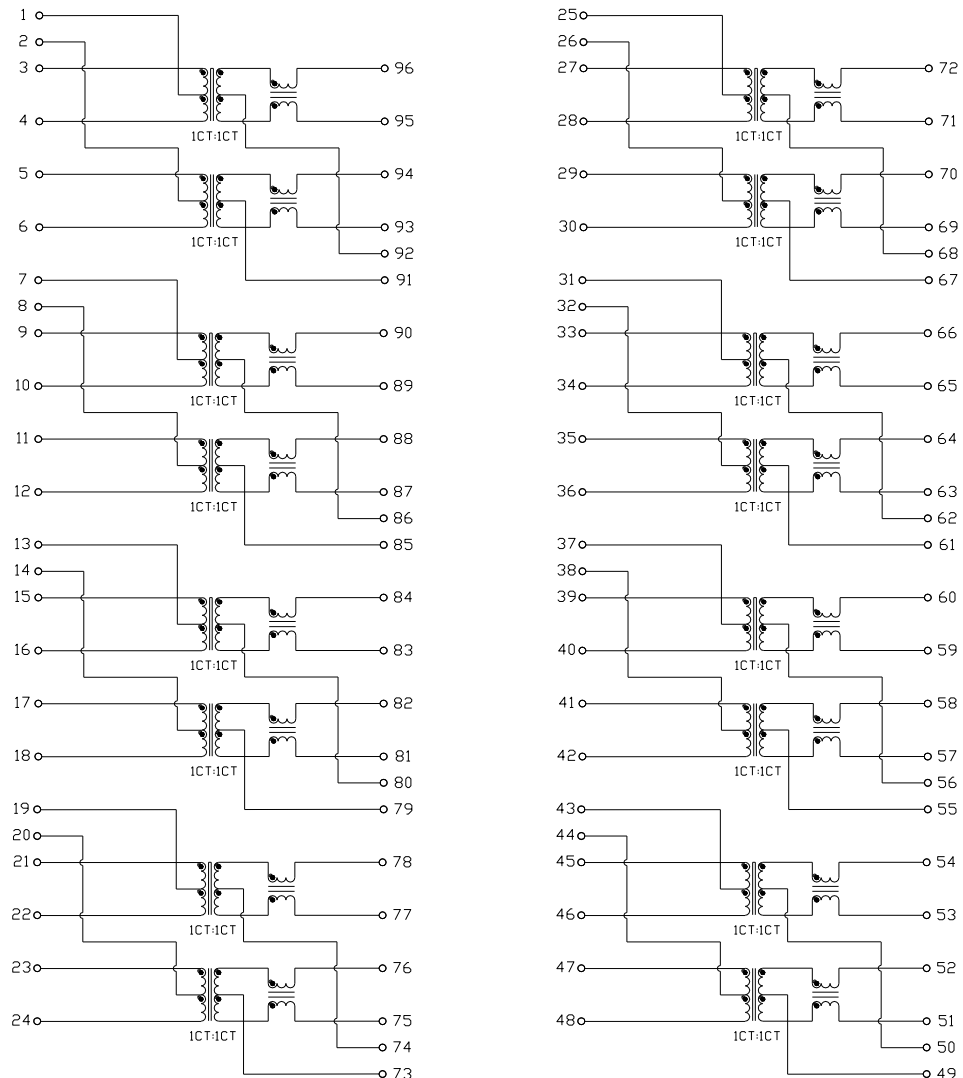 1 25
2 26
3 96 27 72
4 95 28 71
1CT:1CT 1CT:1CT
5 94 29 70
6 93 30 69
1CT:1CT 1CT:1CT
92 68
7 91 31 67
8 32
9 90 33 66
10 89 34 65
1CT:1CT 1CT:1CT
11 88 35 64
12 87 36 63
1CT:1CT 1CT:1CT
86 62
13 85 37 61
14 38
15 84 39 60
16 83 40 59
1CT:1CT 1CT:1CT
17 82 41 58
18 81 42 57
1CT:1CT 1CT:1CT
80 56
19 79 43 55
20 44
21 78 45 54
22 77 46 53
1CT:1CT 1CT:1CT
23 76 47 52
24 75 48 51
1CT:1CT 1CT:1CT
74 50
73 49